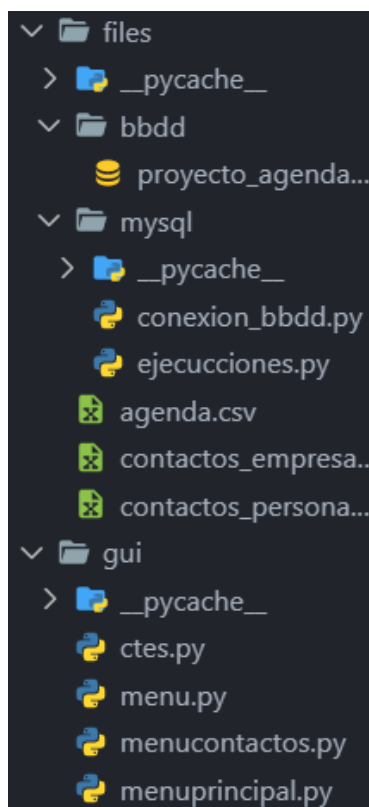 files
__pycache__
bbdd
proyecto_agenda...
mysql
__pycache__
conexion_bbdd.py
ejecucciones.py
agenda.csv
contactos_empresa..
contactos_persona...
gui
__pycache__
ctes.py
menu.py
menucontactos.py
menuprincipal.py